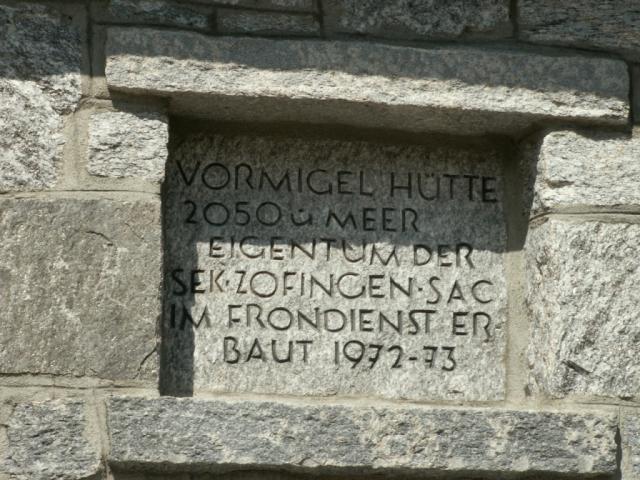 VORMIGEL HÜTTE
2050 ü MEER
EIGENTUM DER
SEK·ZOFINGEN·SAC
IM FRONDIENST ER-
BAUT 1972-73